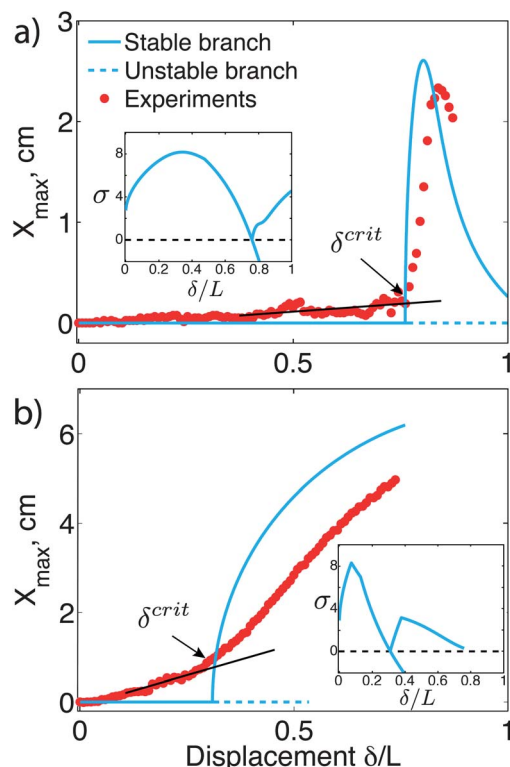 a)
3
2
1
0
X_max, cm
Stable branch
Unstable branch
Experiments
8
4
0
σ
0 0.2 0.4 0.6 0.8 1
δ/L
δ^crit
0 0.5 1
b)
6
4
2
0
X_max, cm
δ^crit
8
4
0
σ
0 0.2 0.4 0.6 0.8 1
δ/L
0 0.5 1
Displacement δ/L